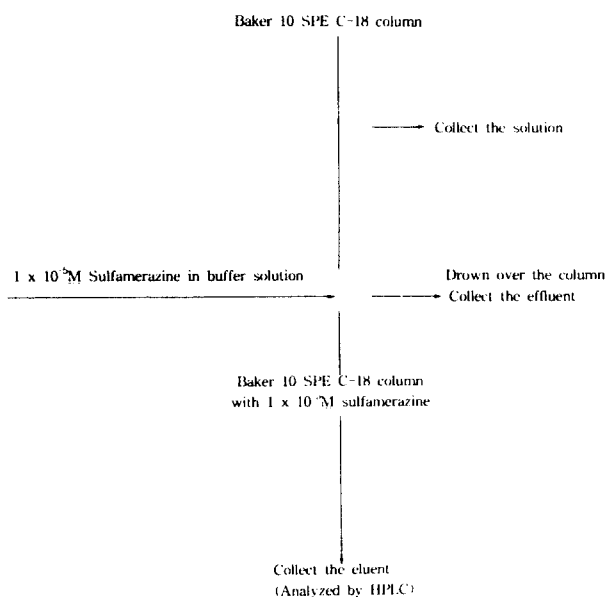 Baker 10 SPE C-18 column
Collect the solution
1 x 10⁻⁵M Sulfamerazine in buffer solution
Drown over the column
Collect the effluent
Baker 10 SPE C-18 column
with 1 x 10 M sulfamerazine
Collect the eluent
(Analyzed by HPLC)